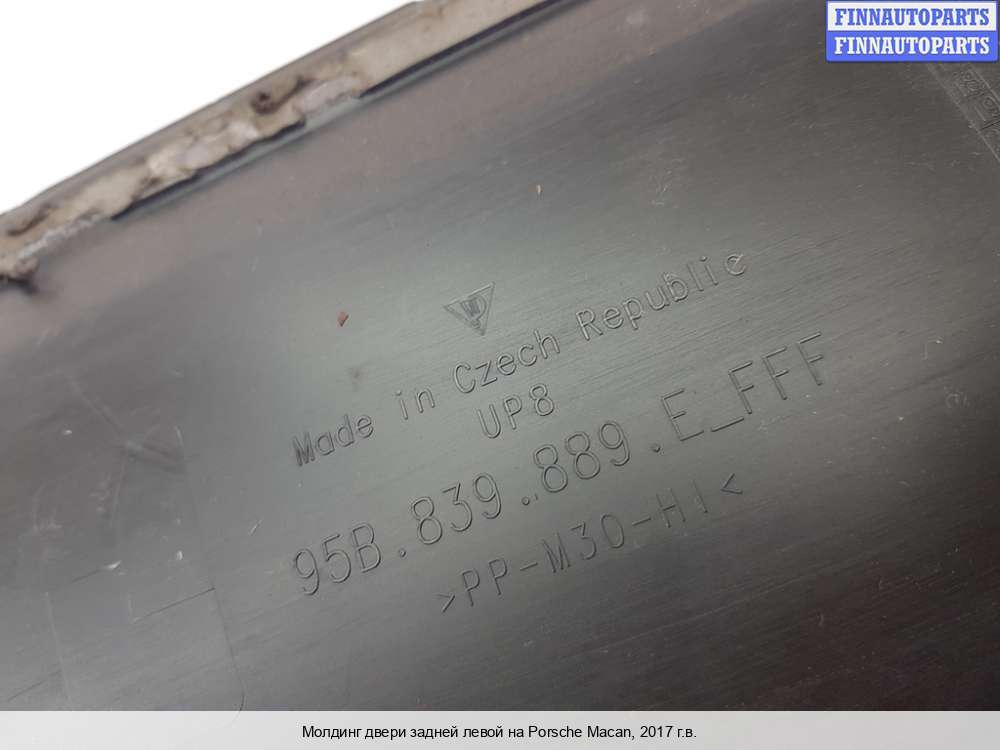 FINNAUTOPARTS
FINNAUTOPARTS
Made in Czech Republic
UP8
95B.839.889.E_FFF
>PP-M30-HI<
Молдинг двери задней левой на Porsche Macan, 2017 г.в.